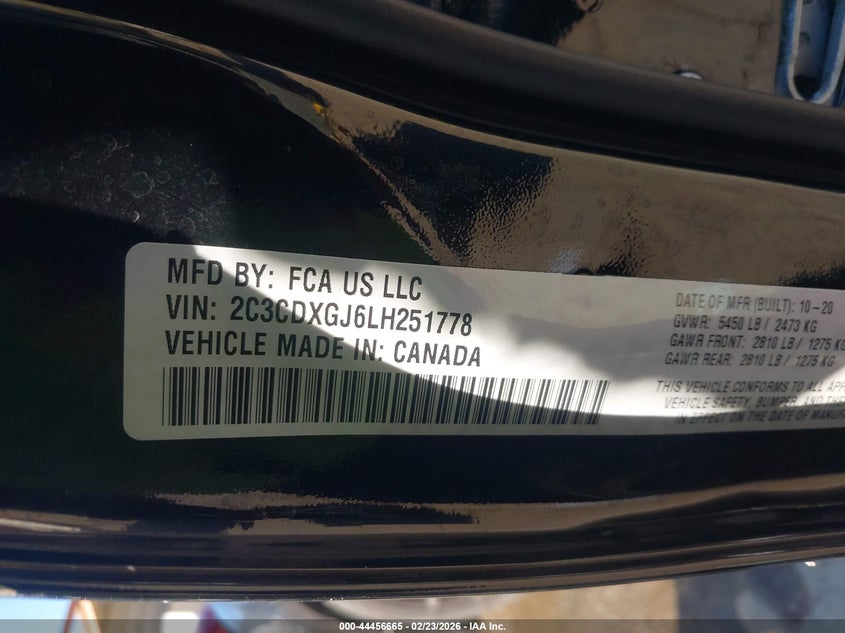 MFD BY: FCA US LLC
VIN: 2C3CDXGJ6LH251778
VEHICLE MADE IN: CANADA
DATE OF MFR (BUILT): 10-20
GVWR: 5450 LB / 2473 KG
GAWR FRONT: 2810 LB / 1275 KG
GAWR REAR: 2810 LB / 1275 KG
THIS VEHICLE CONFORMS TO ALL APP
VEHICLE SAFETY, BUMPER, AND THE
IN EFFECT ON THE DATE OF MANUF
000-44456665 - 02/23/2026 - IAA Inc.